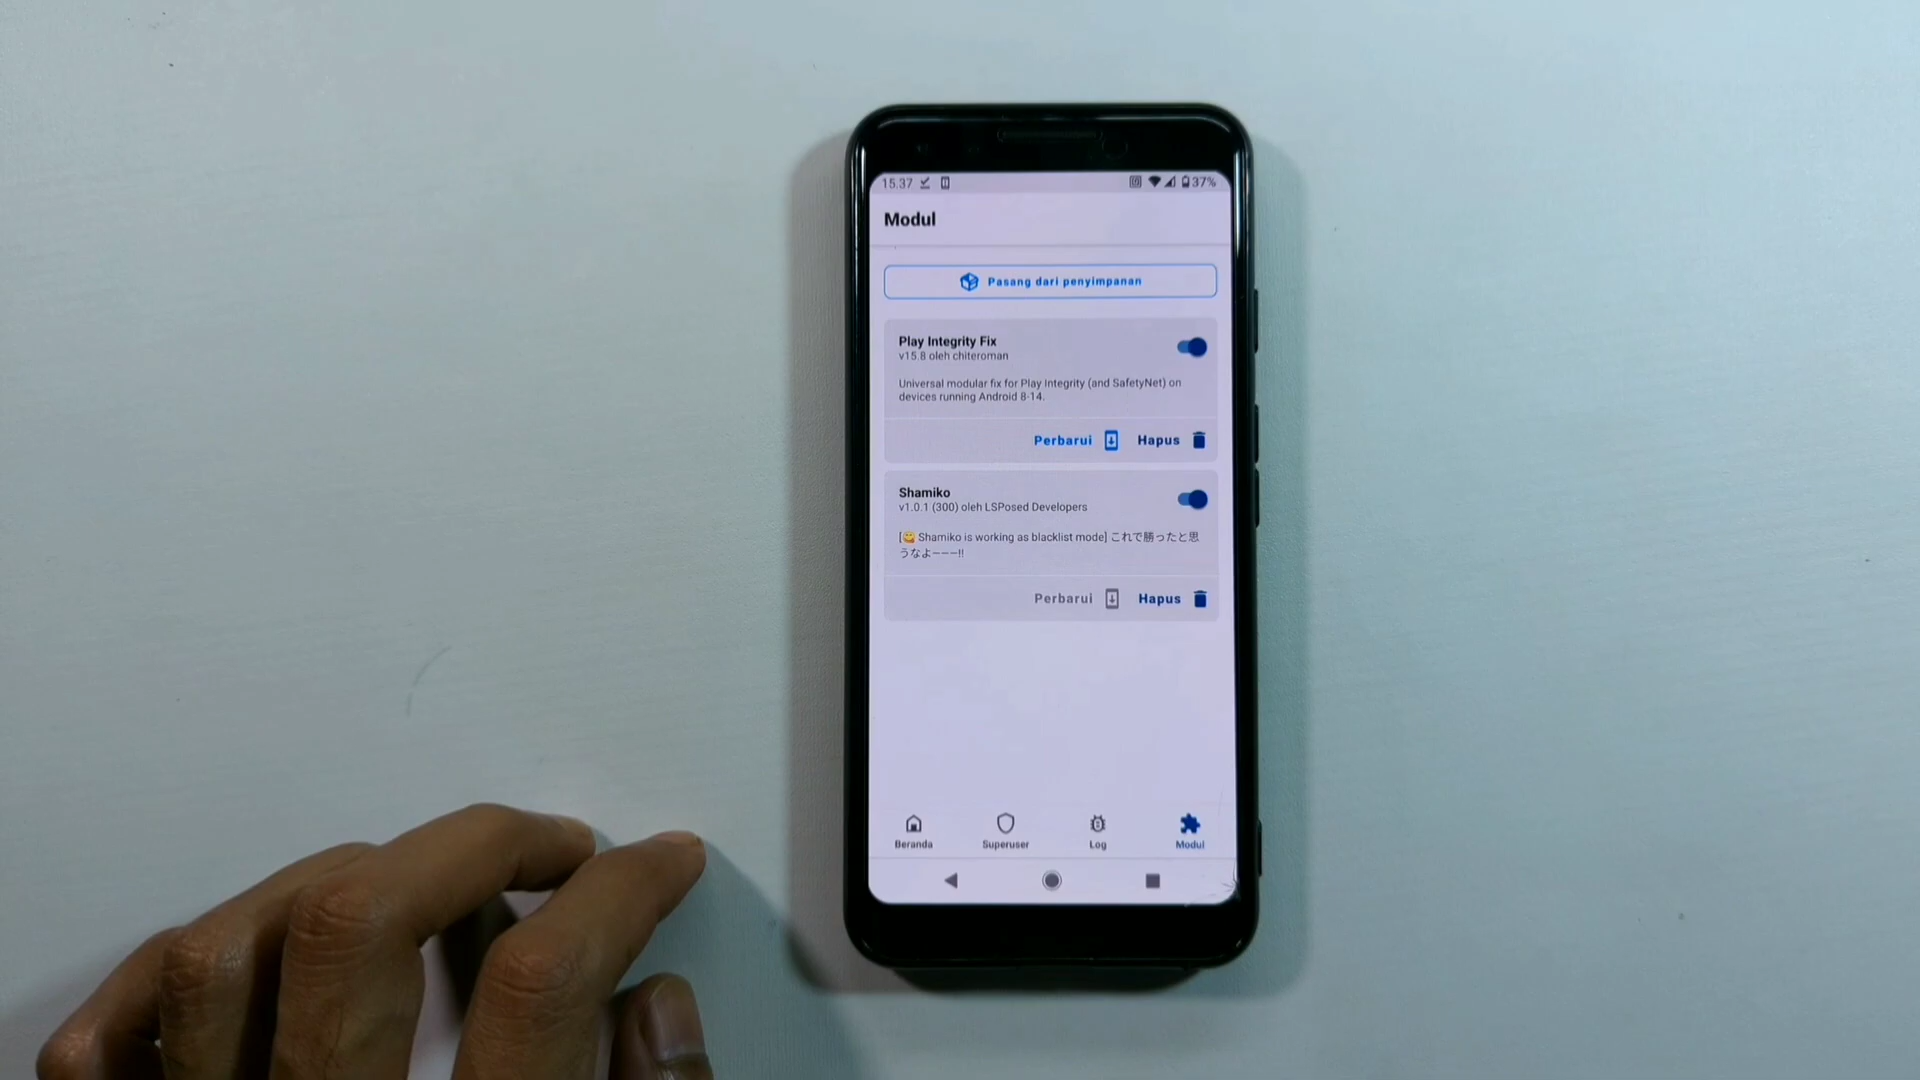 15.37 37%
Modul
Pasang dari penyimpanan
Play Integrity Fix
v15.8 oleh chiteroman
Universal modular fix for Play Integrity (and SafetyNet) on
devices running Android 8-14.
Perbarui Hapus
Shamiko
v1.0.1 (300) oleh LSPosed Developers
[😋 Shamiko is working as blacklist mode] これで勝ったと思
うなよ―――!!
Perbarui Hapus
Beranda Superuser Log Modul